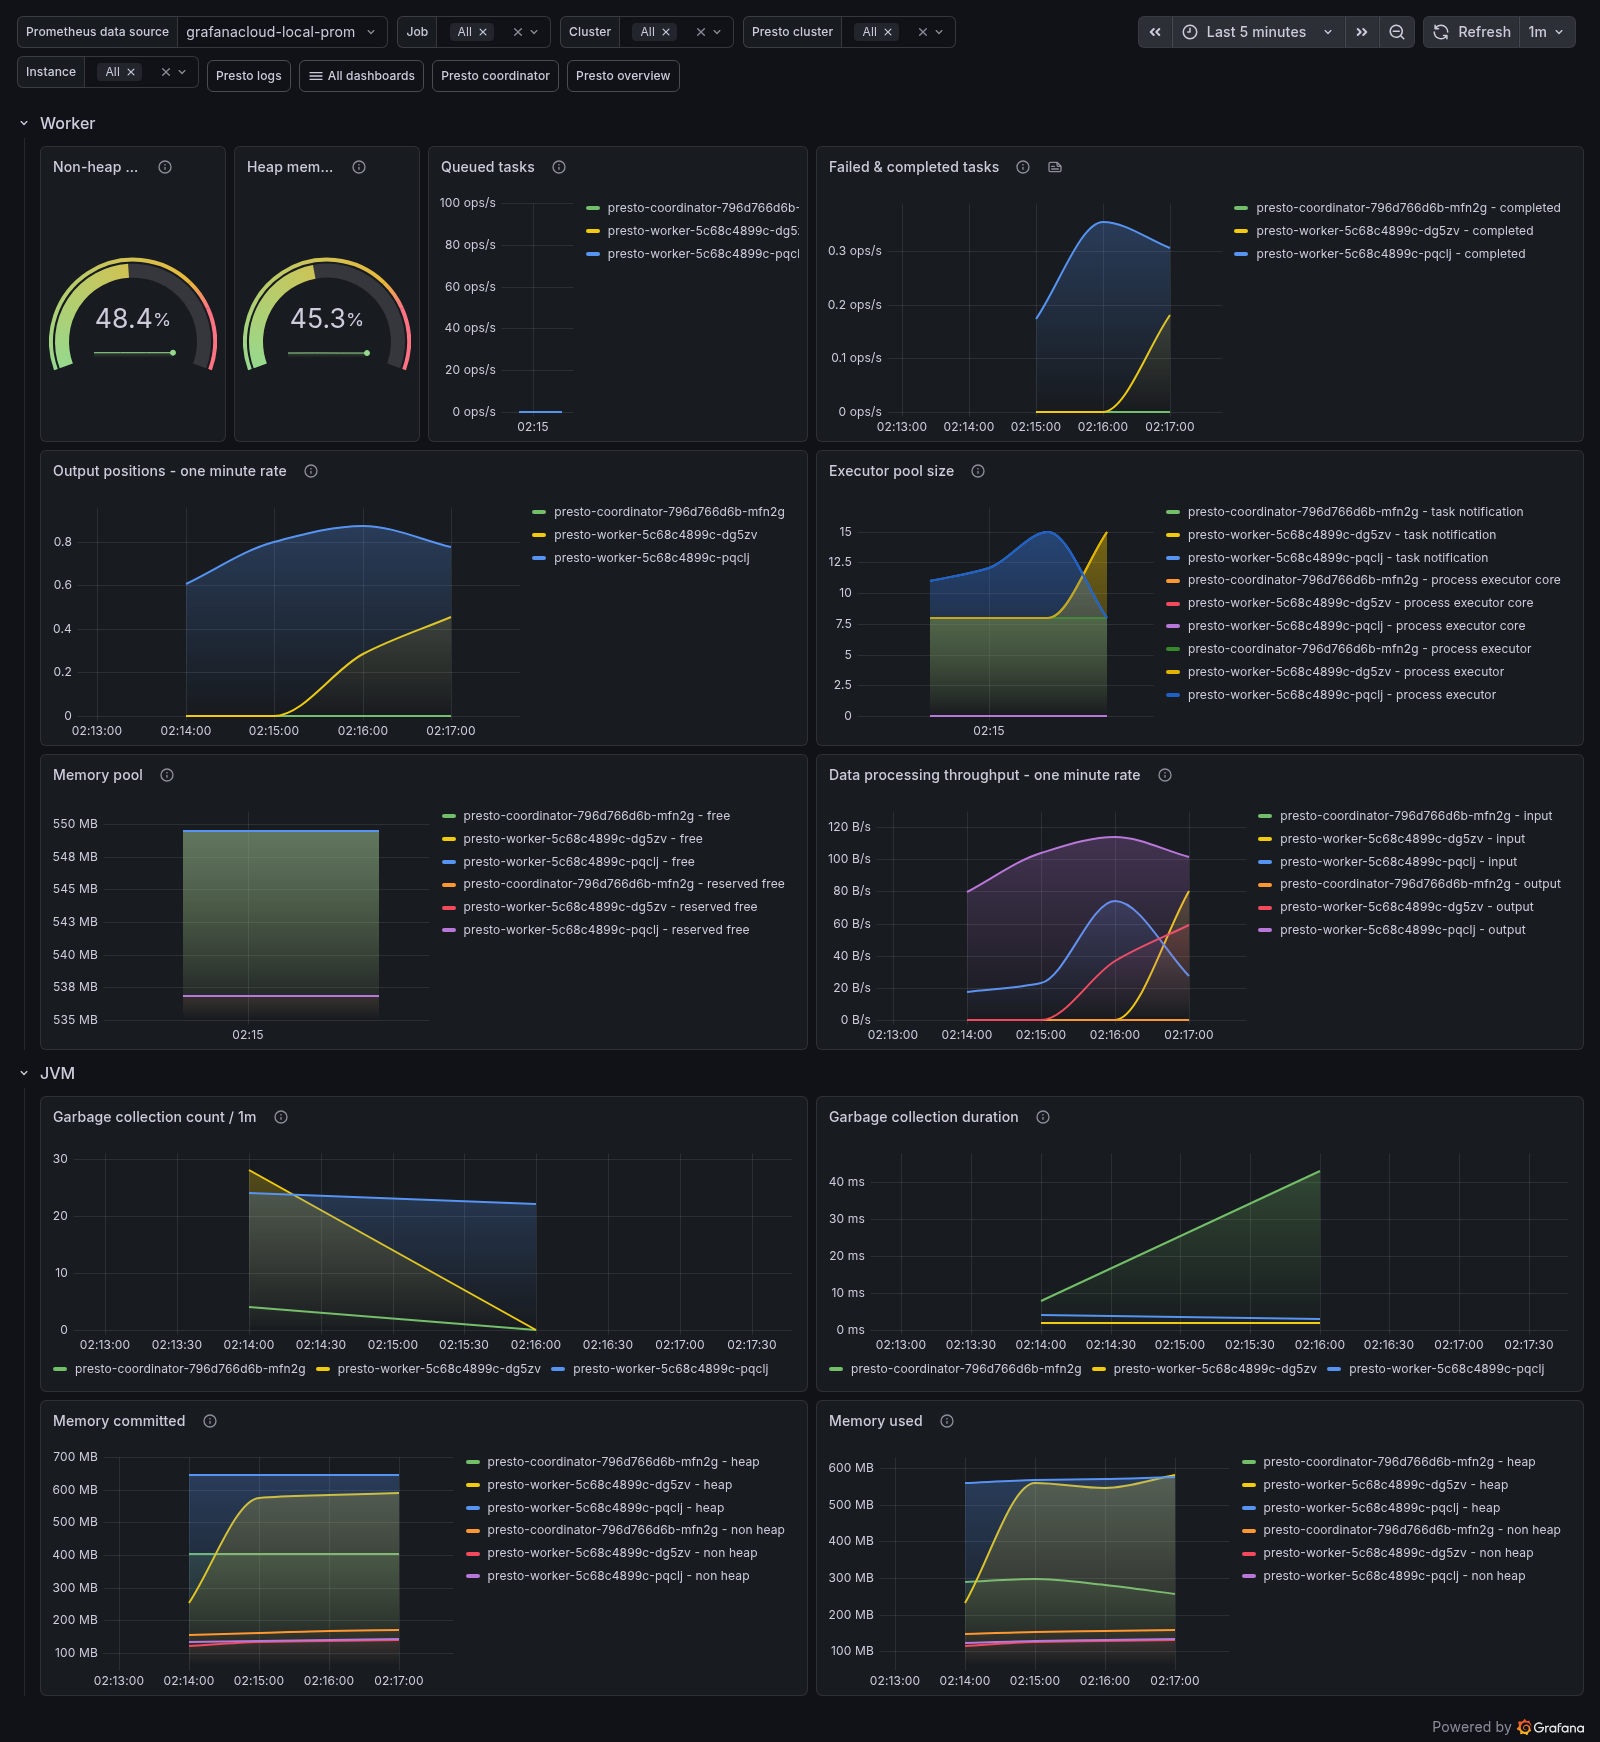 Prometheus data source grafanacloud-local-prom Job All Cluster All Presto cluster All Last 5 minutes Refresh 1m
Instance All Presto logs All dashboards Presto coordinator Presto overview
Worker
Non-heap ...
48.4%
Heap mem...
45.3%
Queued tasks
100 ops/s
80 ops/s
60 ops/s
40 ops/s
20 ops/s
0 ops/s
02:15
presto-coordinator-796d766d6b-
presto-worker-5c68c4899c-dg5
presto-worker-5c68c4899c-pqcl
Failed & completed tasks
0.3 ops/s
0.2 ops/s
0.1 ops/s
0 ops/s
02:13:00 02:14:00 02:15:00 02:16:00 02:17:00
presto-coordinator-796d766d6b-mfn2g - completed
presto-worker-5c68c4899c-dg5zv - completed
presto-worker-5c68c4899c-pqclj - completed
Output positions - one minute rate
0.8
0.6
0.4
0.2
0
02:13:00 02:14:00 02:15:00 02:16:00 02:17:00
presto-coordinator-796d766d6b-mfn2g
presto-worker-5c68c4899c-dg5zv
presto-worker-5c68c4899c-pqclj
Executor pool size
15
12.5
10
7.5
5
2.5
0
02:15
presto-coordinator-796d766d6b-mfn2g - task notification
presto-worker-5c68c4899c-dg5zv - task notification
presto-worker-5c68c4899c-pqclj - task notification
presto-coordinator-796d766d6b-mfn2g - process executor core
presto-worker-5c68c4899c-dg5zv - process executor core
presto-worker-5c68c4899c-pqclj - process executor core
presto-coordinator-796d766d6b-mfn2g - process executor
presto-worker-5c68c4899c-dg5zv - process executor
presto-worker-5c68c4899c-pqclj - process executor
Memory pool
550 MB
548 MB
545 MB
543 MB
540 MB
538 MB
535 MB
02:15
presto-coordinator-796d766d6b-mfn2g - free
presto-worker-5c68c4899c-dg5zv - free
presto-worker-5c68c4899c-pqclj - free
presto-coordinator-796d766d6b-mfn2g - reserved free
presto-worker-5c68c4899c-dg5zv - reserved free
presto-worker-5c68c4899c-pqclj - reserved free
Data processing throughput - one minute rate
120 B/s
100 B/s
80 B/s
60 B/s
40 B/s
20 B/s
0 B/s
02:13:00 02:14:00 02:15:00 02:16:00 02:17:00
presto-coordinator-796d766d6b-mfn2g - input
presto-worker-5c68c4899c-dg5zv - input
presto-worker-5c68c4899c-pqclj - input
presto-coordinator-796d766d6b-mfn2g - output
presto-worker-5c68c4899c-dg5zv - output
presto-worker-5c68c4899c-pqclj - output
JVM
Garbage collection count / 1m
30
20
10
0
02:13:00 02:13:30 02:14:00 02:14:30 02:15:00 02:15:30 02:16:00 02:16:30 02:17:00 02:17:30
presto-coordinator-796d766d6b-mfn2g presto-worker-5c68c4899c-dg5zv presto-worker-5c68c4899c-pqclj
Garbage collection duration
40 ms
30 ms
20 ms
10 ms
0 ms
02:13:00 02:13:30 02:14:00 02:14:30 02:15:00 02:15:30 02:16:00 02:16:30 02:17:00 02:17:30
presto-coordinator-796d766d6b-mfn2g presto-worker-5c68c4899c-dg5zv presto-worker-5c68c4899c-pqclj
Memory committed
700 MB
600 MB
500 MB
400 MB
300 MB
200 MB
100 MB
02:13:00 02:14:00 02:15:00 02:16:00 02:17:00
presto-coordinator-796d766d6b-mfn2g - heap
presto-worker-5c68c4899c-dg5zv - heap
presto-worker-5c68c4899c-pqclj - heap
presto-coordinator-796d766d6b-mfn2g - non heap
presto-worker-5c68c4899c-dg5zv - non heap
presto-worker-5c68c4899c-pqclj - non heap
Memory used
600 MB
500 MB
400 MB
300 MB
200 MB
100 MB
02:13:00 02:14:00 02:15:00 02:16:00 02:17:00
presto-coordinator-796d766d6b-mfn2g - heap
presto-worker-5c68c4899c-dg5zv - heap
presto-worker-5c68c4899c-pqclj - heap
presto-coordinator-796d766d6b-mfn2g - non heap
presto-worker-5c68c4899c-dg5zv - non heap
presto-worker-5c68c4899c-pqclj - non heap
Powered by Grafana